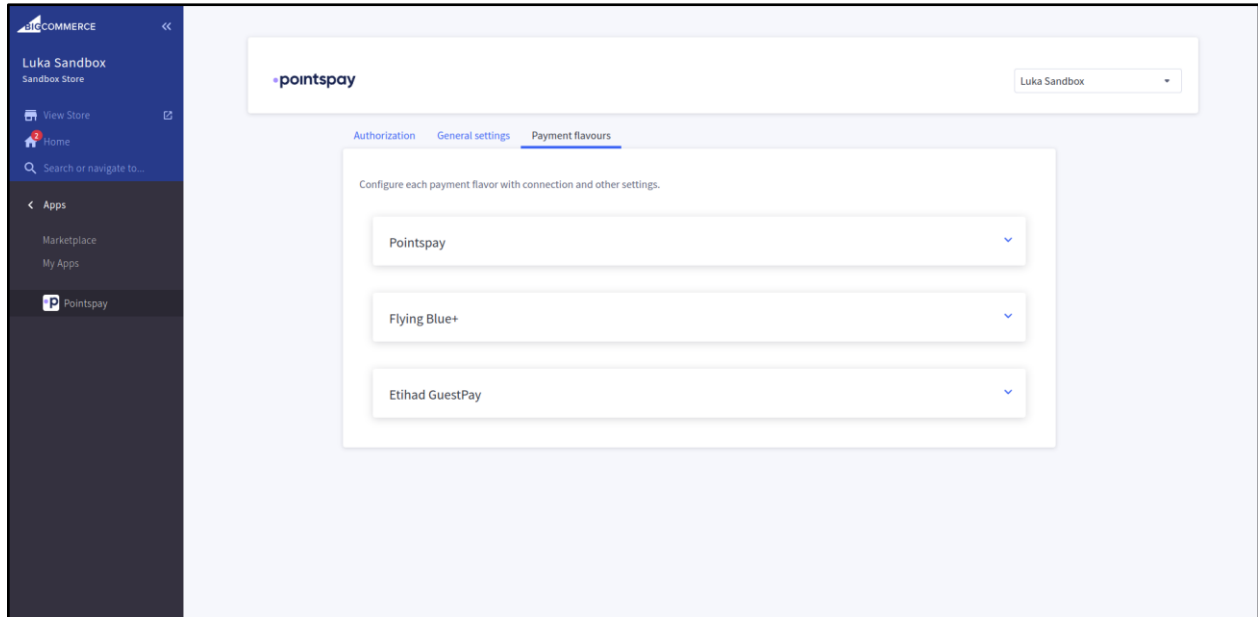 BIGCOMMERCE
Luka Sandbox
Sandbox Store
View Store
2
Home
Search or navigate to...
Apps
Marketplace
My Apps
P Pointspay
pointspay
Luka Sandbox
Authorization General settings Payment flavours
Configure each payment flavor with connection and other settings.
Pointspay
Flying Blue+
Etihad GuestPay